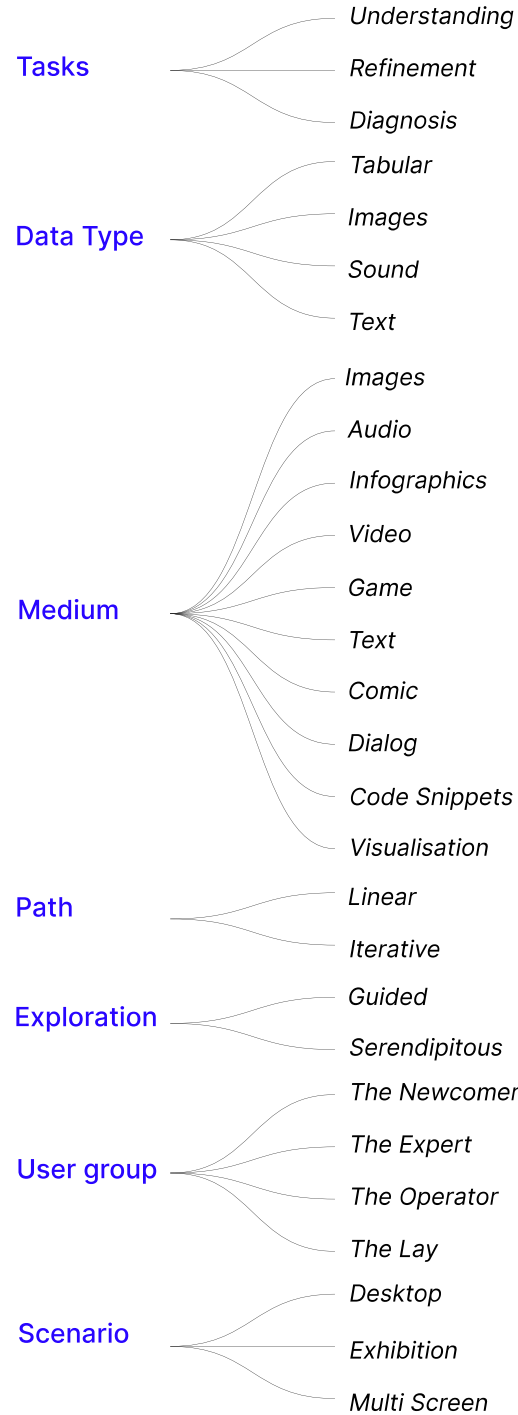 Tasks
Understanding
Refinement
Diagnosis
Data Type
Tabular
Images
Sound
Text
Medium
Images
Audio
Infographics
Video
Game
Text
Comic
Dialog
Code Snippets
Visualisation
Path
Linear
Iterative
Exploration
Guided
Serendipitous
User group
The Newcomer
The Expert
The Operator
The Lay
Scenario
Desktop
Exhibition
Multi Screen